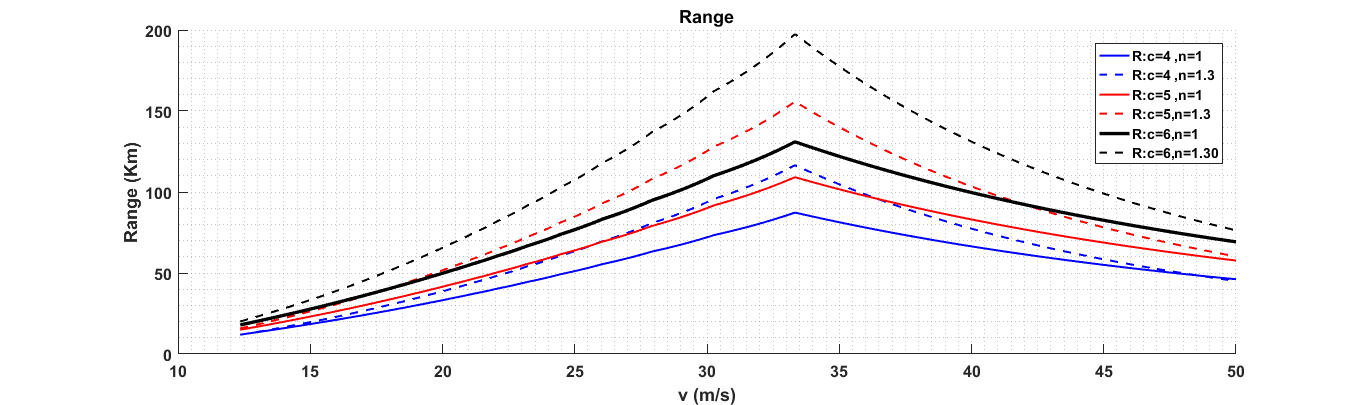 Range
200
150
100
50
0
Range (Km)
10 15 20 25 30 35 40 45 50
v (m/s)
R:c=4 ,n=1
R:c=4 ,n=1.3
R:c=5 ,n=1
R:c=5,n=1.3
R:c=6,n=1
R:c=6,n=1.30